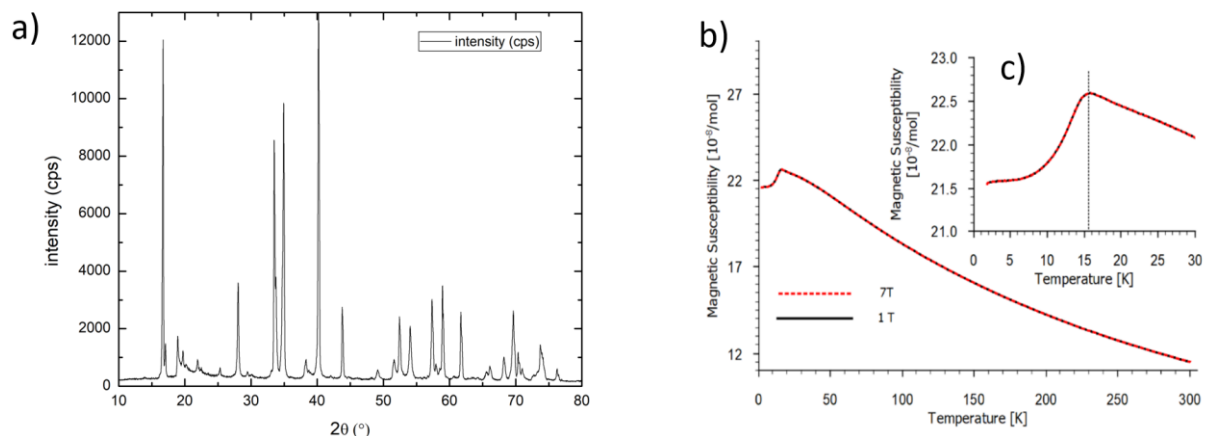 a)
intensity (cps)
12000
10000
8000
6000
4000
2000
0
intensity (cps)
10 20 30 40 50 60 70 80
2θ (°)
b)
Magnetic Susceptibility [10⁻⁶/mol]
27
22
17
12
7T
1 T
0 50 100 150 200 250 300
Temperature [K]
c)
Magnetic Susceptibility
[10⁻⁶/mol]
23.0
22.5
22.0
21.5
21.0
0 5 10 15 20 25 30
Temperature [K]